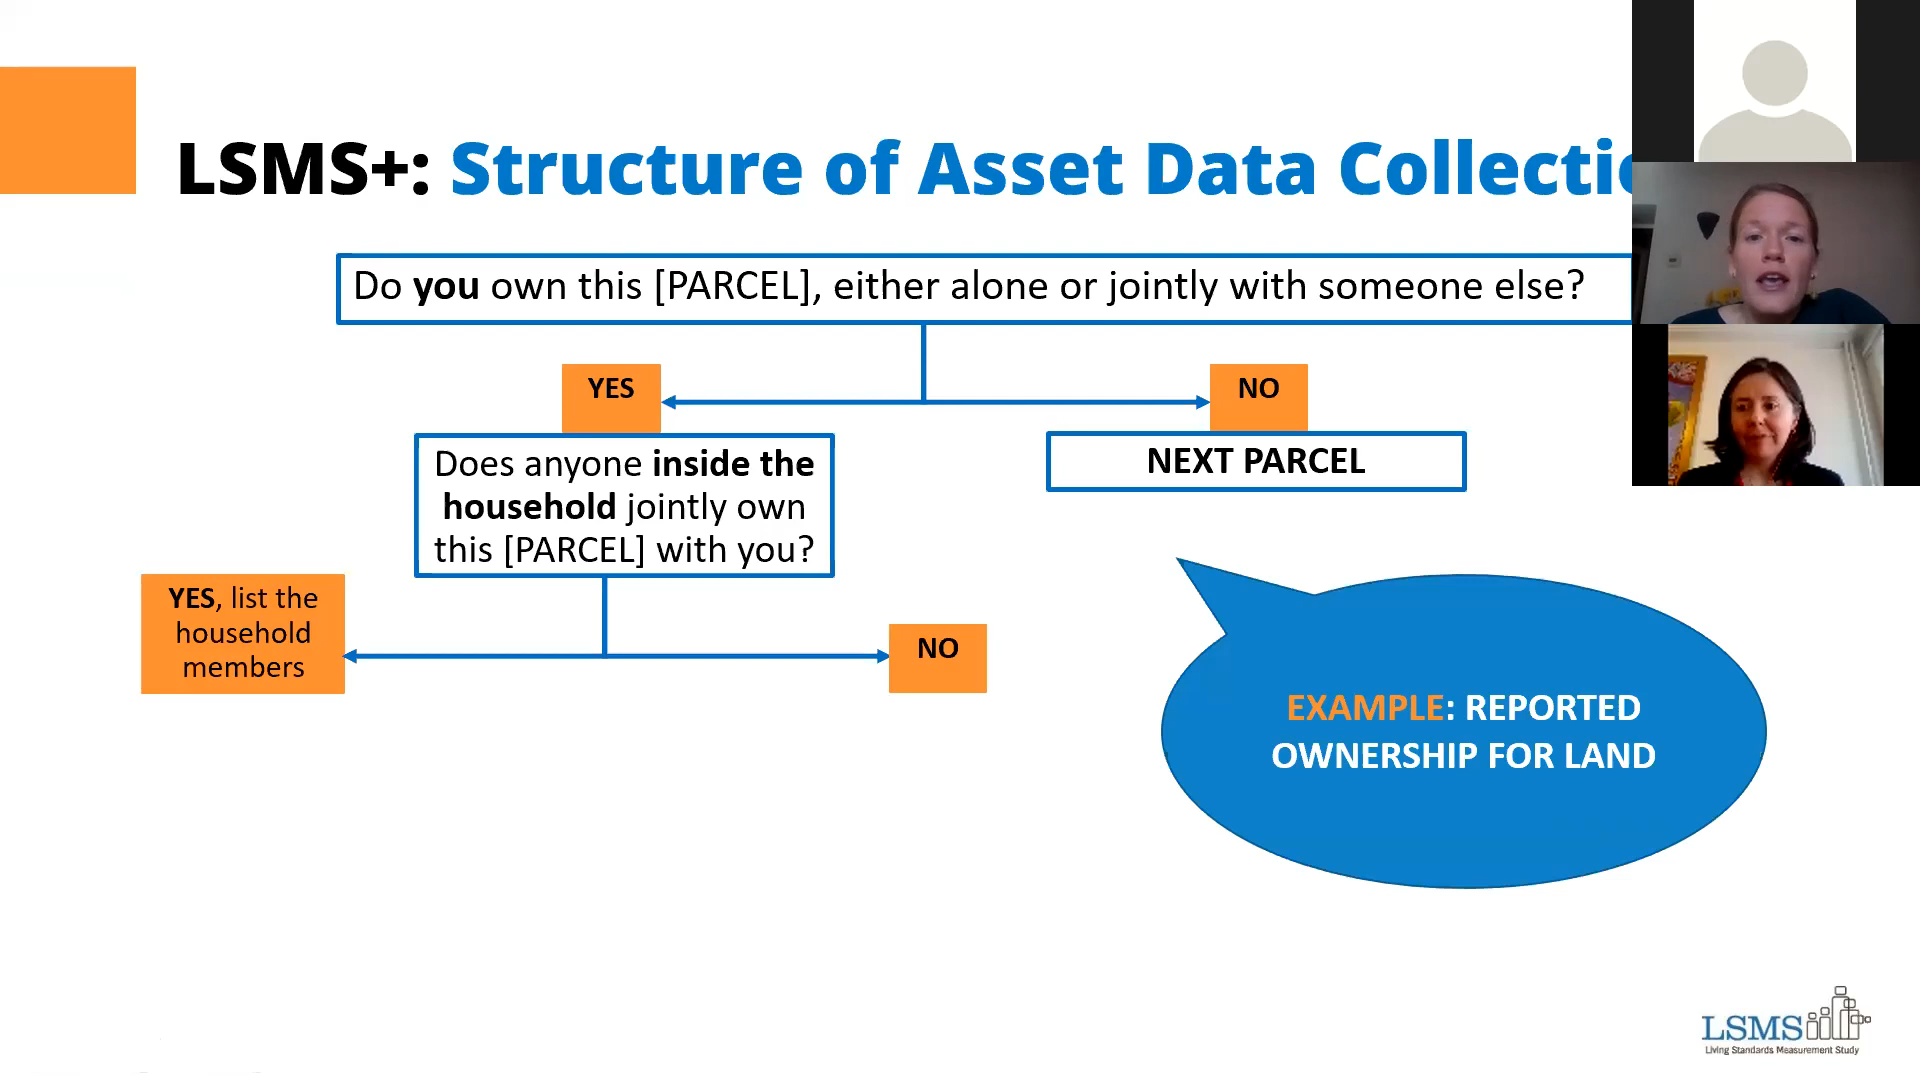 LSMS+: Structure of Asset Data Collectio
Do you own this [PARCEL], either alone or jointly with someone else?
YES
NO
Does anyone inside the
household jointly own
this [PARCEL] with you?
NEXT PARCEL
YES, list the
household
members
NO
EXAMPLE: REPORTED
OWNERSHIP FOR LAND
LSMS
Living Standards Measurement Study